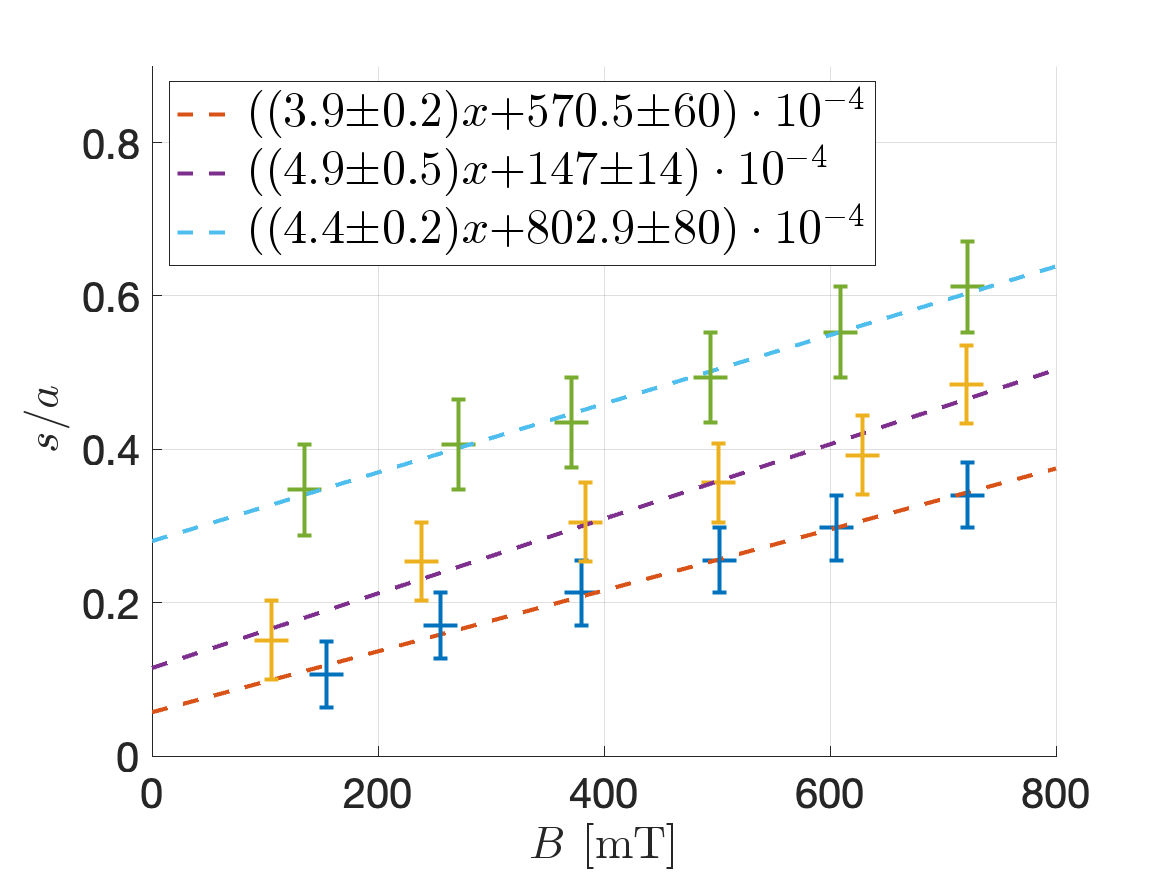 ((3.9±0.2)x+570.5±60) · 10⁻⁴
((4.9±0.5)x+147±14) · 10⁻⁴
((4.4±0.2)x+802.9±80) · 10⁻⁴
0.8
0.6
0.4
0.2
0
s/a
0 200 400 600 800
B [mT]